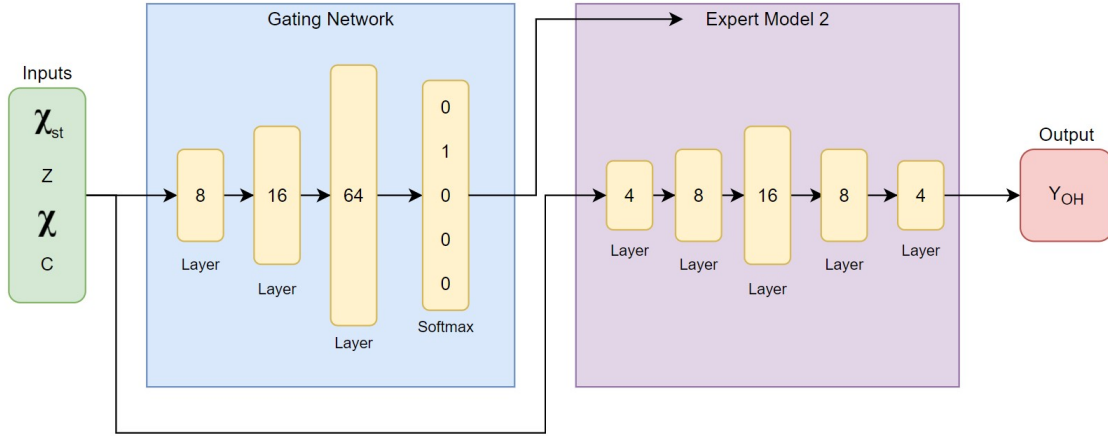 Gating Network
Expert Model 2
Inputs
χst
Z
χ
C
8
Layer
16
Layer
64
Layer
0
1
0
0
0
Softmax
4
Layer
8
Layer
16
Layer
8
Layer
4
Layer
Output
YOH